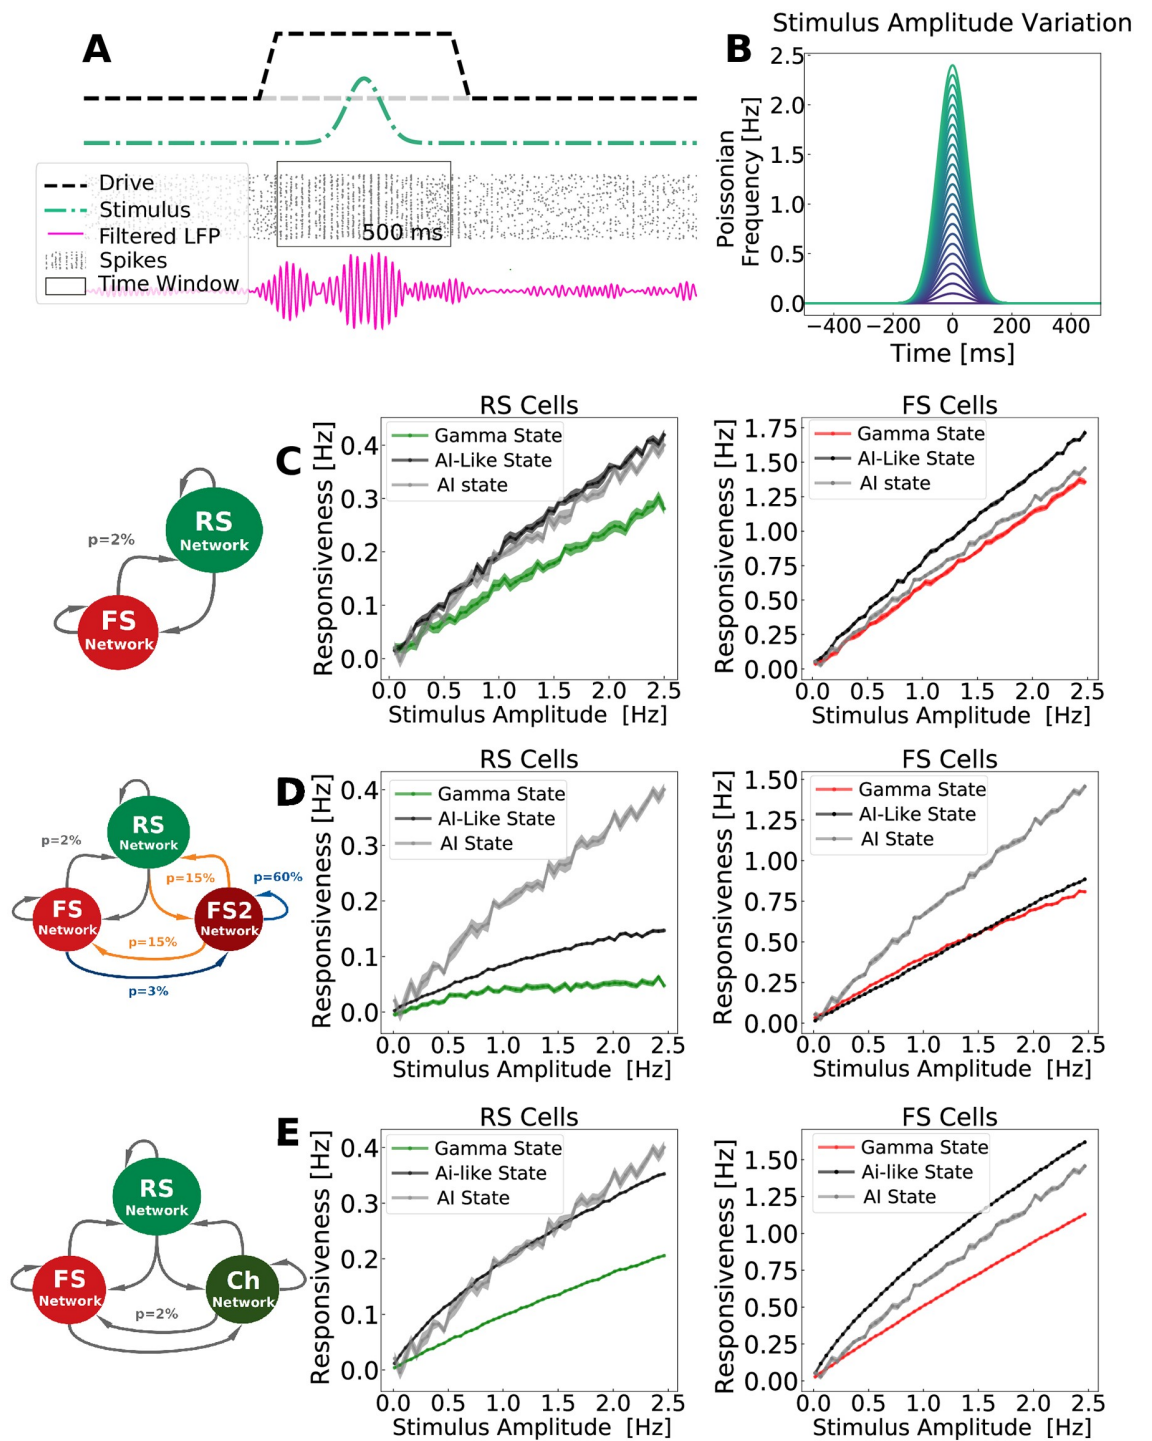 A
Drive
Stimulus
Filtered LFP
Spikes
Time Window
500 ms
Stimulus Amplitude Variation
B
Poissonian
Frequency [Hz]
2.5
2.0
1.5
1.0
0.5
0.0
−400 −200 0 200 400
Time [ms]
RS
Network
p=2%
FS
Network
C
RS Cells
Responsiveness [Hz]
Gamma State
AI-Like State
AI state
0.4
0.3
0.2
0.1
0.0
0.0 0.5 1.0 1.5 2.0 2.5
Stimulus Amplitude [Hz]
FS Cells
Responsiveness [Hz]
Gamma State
AI-Like State
AI state
1.75
1.50
1.25
1.00
0.75
0.50
0.25
0.00
0.0 0.5 1.0 1.5 2.0 2.5
Stimulus Amplitude [Hz]
RS
Network
p=2%
p=15%
p=60%
FS
Network
FS2
Network
p=15%
p=3%
D
RS Cells
Responsiveness [Hz]
Gamma State
AI-Like State
AI State
0.4
0.3
0.2
0.1
0.0
0.0 0.5 1.0 1.5 2.0 2.5
Stimulus Amplitude [Hz]
FS Cells
Responsiveness [Hz]
Gamma State
AI-Like State
AI State
1.50
1.25
1.00
0.75
0.50
0.25
0.00
0.0 0.5 1.0 1.5 2.0 2.5
Stimulus Amplitude [Hz]
RS
Network
FS
Network
Ch
Network
p=2%
E
RS Cells
Responsiveness [Hz]
Gamma State
Ai-like State
AI State
0.4
0.3
0.2
0.1
0.0
0.0 0.5 1.0 1.5 2.0 2.5
Stimulus Amplitude [Hz]
FS Cells
Responsiveness [Hz]
Gamma State
Ai-like State
AI State
1.50
1.25
1.00
0.75
0.50
0.25
0.00
0.0 0.5 1.0 1.5 2.0 2.5
Stimulus Amplitude [Hz]